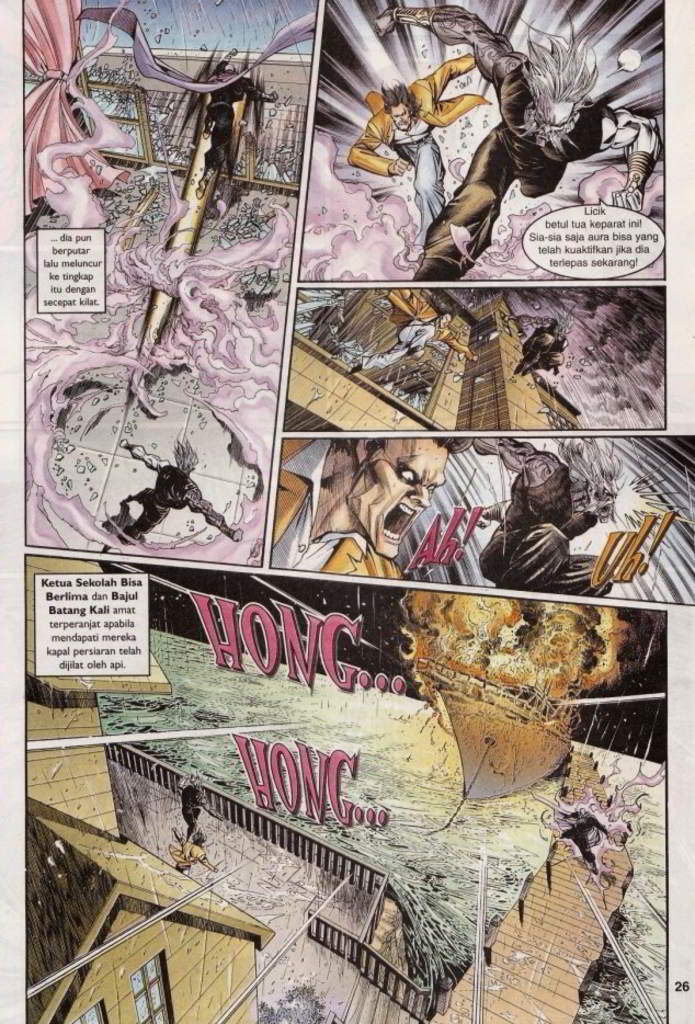 ... dia pun
berputar
lalu meluncur
ke tingkap
itu dengan
secepat kilat.
Licik
betul tua keparat ini!
Sia-sia saja aura bisa yang
telah kuaktifkan jika dia
terlepas sekarang!
Ah!
Uh!
Ketua Sekolah Bisa
Berlima dan Bajul
Batang Kali amat
terperanjat apabila
mendapati mereka
kapal persiaran telah
dijilat oleh api.
HONG...
HONG...
26